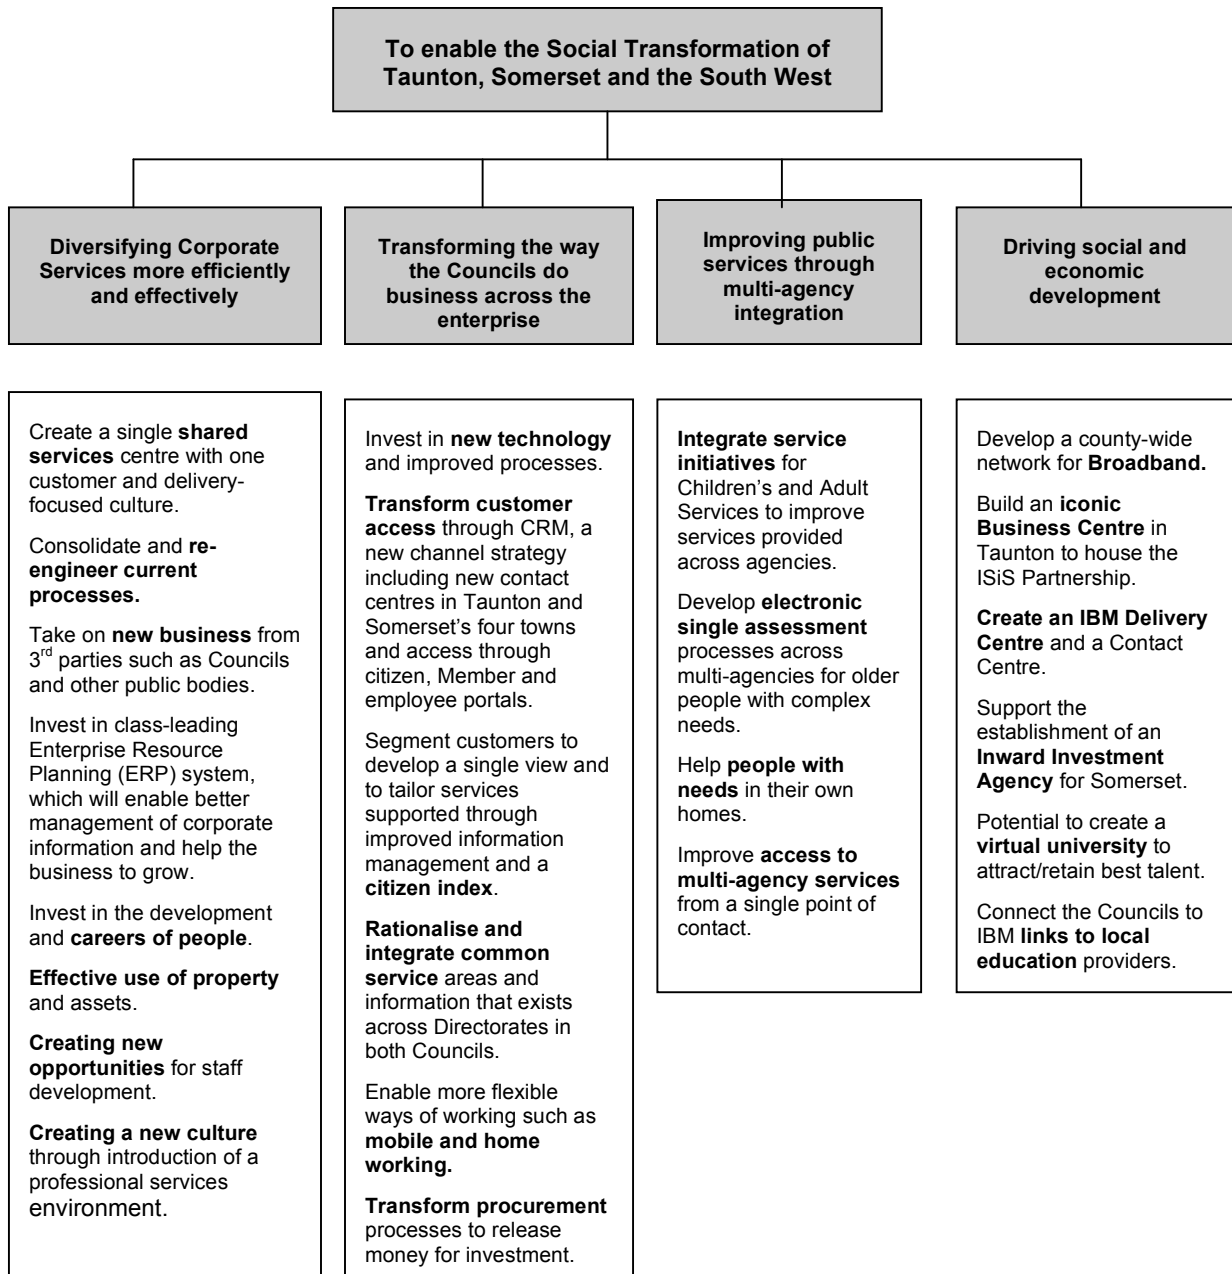 To enable the Social Transformation of
Taunton, Somerset and the South West
Diversifying Corporate
Services more efficiently
and effectively
Transforming the way
the Councils do
business across the
enterprise
Improving public
services through
multi-agency
integration
Driving social and
economic
development
Create a single shared
services centre with one
customer and delivery-
focused culture.
Consolidate and re-
engineer current
processes.
Take on new business from
3rd parties such as Councils
and other public bodies.
Invest in class-leading
Enterprise Resource
Planning (ERP) system,
which will enable better
management of corporate
information and help the
business to grow.
Invest in the development
and careers of people.
Effective use of property
and assets.
Creating new
opportunities for staff
development.
Creating a new culture
through introduction of a
professional services
environment.
Invest in new technology
and improved processes.
Transform customer
access through CRM, a
new channel strategy
including new contact
centres in Taunton and
Somerset’s four towns
and access through
citizen, Member and
employee portals.
Segment customers to
develop a single view and
to tailor services
supported through
improved information
management and a
citizen index.
Rationalise and
integrate common
service areas and
information that exists
across Directorates in
both Councils.
Enable more flexible
ways of working such as
mobile and home
working.
Transform procurement
processes to release
money for investment.
Integrate service
initiatives for
Children’s and Adult
Services to improve
services provided
across agencies.
Develop electronic
single assessment
processes across
multi-agencies for older
people with complex
needs.
Help people with
needs in their own
homes.
Improve access to
multi-agency services
from a single point of
contact.
Develop a county-wide
network for Broadband.
Build an iconic
Business Centre in
Taunton to house the
ISiS Partnership.
Create an IBM Delivery
Centre and a Contact
Centre.
Support the
establishment of an
Inward Investment
Agency for Somerset.
Potential to create a
virtual university to
attract/retain best talent.
Connect the Councils to
IBM links to local
education providers.